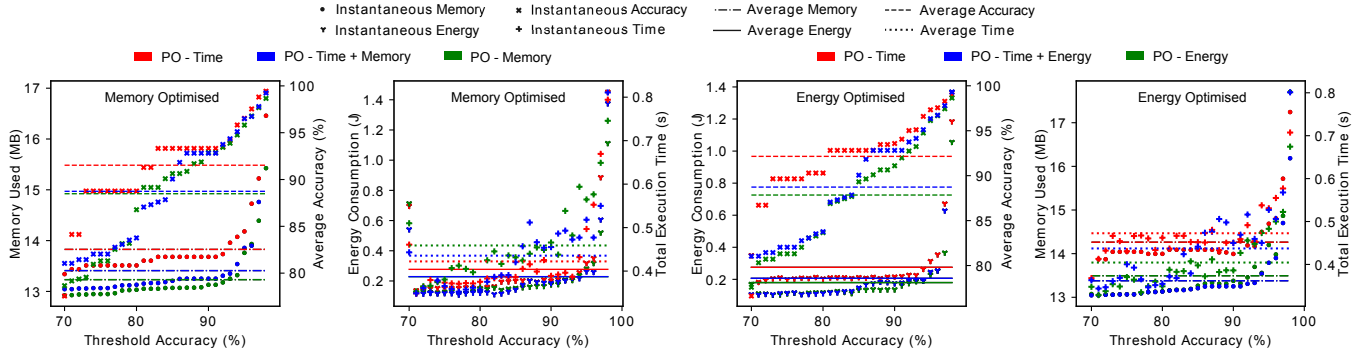 Instantaneous Memory
Instantaneous Accuracy
Average Memory
Average Accuracy
Instantaneous Energy
Instantaneous Time
Average Energy
Average Time
PO - Time
PO - Time + Memory
PO - Memory
PO - Time
PO - Time + Energy
PO - Energy
Memory Optimised
Memory Used (MB)
17
16
15
14
13
100
95
90
85
80
Average Accuracy (%)
70
80
90
Threshold Accuracy (%)
Memory Optimised
Energy Consumption (J)
1.4
1.2
1.0
0.8
0.6
0.4
0.2
0.8
0.7
0.6
0.5
0.4
Total Execution Time (s)
70
80
90
100
Threshold Accuracy (%)
Energy Optimised
Energy Consumption (J)
1.4
1.2
1.0
0.8
0.6
0.4
0.2
100
95
90
85
80
Average Accuracy (%)
70
80
90
Threshold Accuracy (%)
Energy Optimised
Memory Used (MB)
17
16
15
14
13
0.8
0.7
0.6
0.5
0.4
Total Execution Time (s)
70
80
90
100
Threshold Accuracy (%)